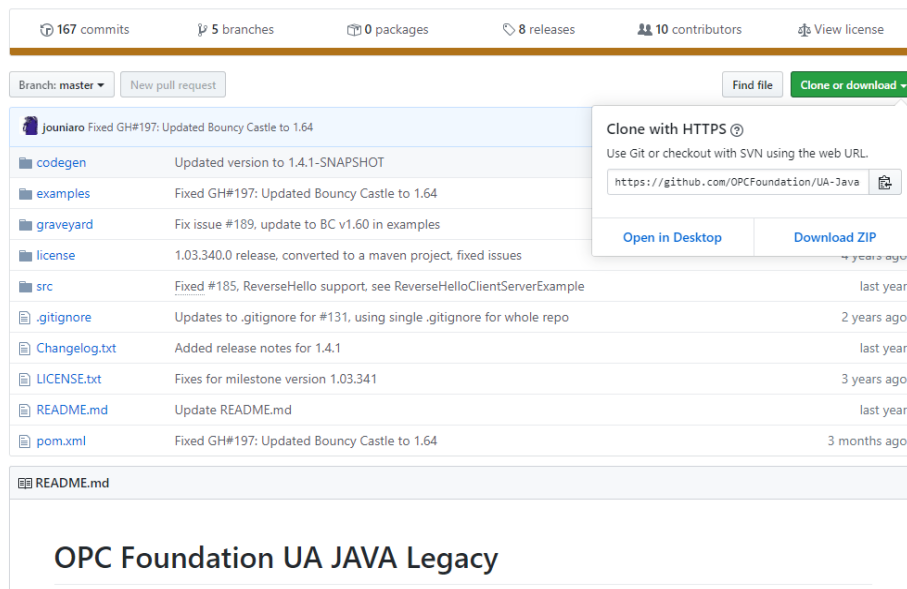 167 commits 5 branches 0 packages 8 releases 10 contributors View license
Branch: master New pull request Find file Clone or download
jouniaro Fixed GH#197: Updated Bouncy Castle to 1.64
Clone with HTTPS
Use Git or checkout with SVN using the web URL.
https://github.com/OPCFoundation/UA-Java
Open in Desktop Download ZIP
codegen Updated version to 1.4.1-SNAPSHOT
examples Fixed GH#197: Updated Bouncy Castle to 1.64
graveyard Fix issue #189, update to BC v1.60 in examples
license 1.03.340.0 release, converted to a maven project, fixed issues 4 years ago
src Fixed #185, ReverseHello support, see ReverseHelloClientServerExample last year
.gitignore Updates to .gitignore for #131, using single .gitignore for whole repo 2 years ago
Changelog.txt Added release notes for 1.4.1 last year
LICENSE.txt Fixes for milestone version 1.03.341 3 years ago
README.md Update README.md last year
pom.xml Fixed GH#197: Updated Bouncy Castle to 1.64 3 months ago
README.md
OPC Foundation UA JAVA Legacy